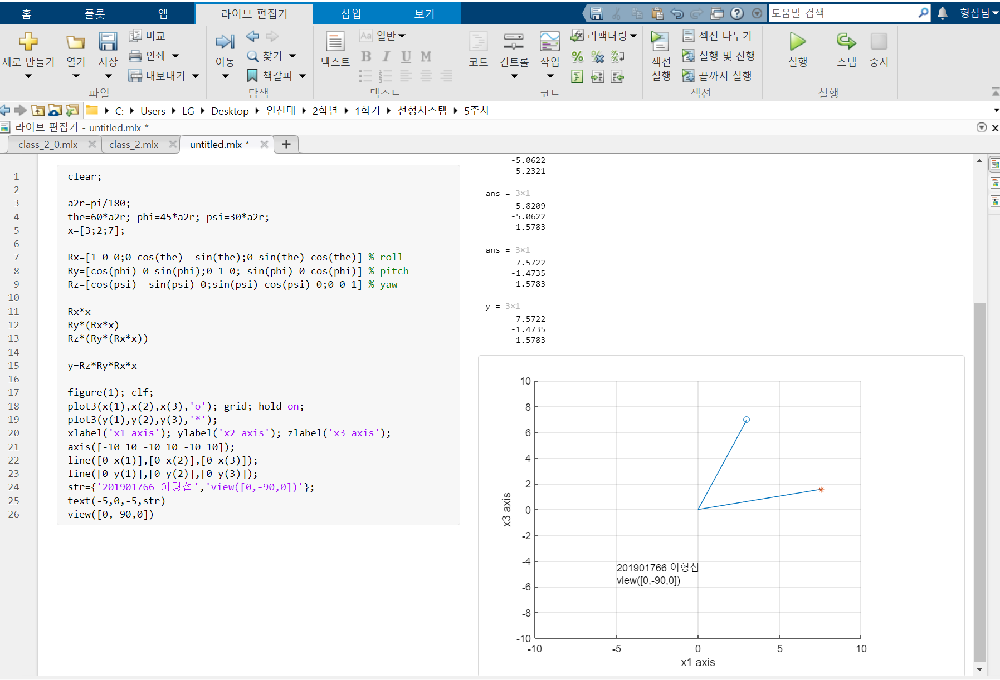 홈 플롯 앱 라이브 편집기 삽입 보기 도움말 검색 형섭님
새로 만들기 열기 저장 비교 인쇄 내보내기
파일
이동 찾기 책갈피
탐색
텍스트 Aa 일반
B I U M
텍스트
코드 컨트롤 작업 리팩터링
코드
섹션 실행 섹션 나누기 실행 및 진행 끝까지 실행
섹션
실행 스텝 중지
실행
C: Users LG Desktop 인천대 2학년 1학기 선형시스템 5주차
라이브 편집기 - untitled.mlx *
class_2_0.mlx class_2.mlx untitled.mlx * +
1 clear;
2
3 a2r=pi/180;
4 the=60*a2r; phi=45*a2r; psi=30*a2r;
5 x=[3;2;7];
6
7 Rx=[1 0 0;0 cos(the) -sin(the);0 sin(the) cos(the)] % roll
8 Ry=[cos(phi) 0 sin(phi);0 1 0;-sin(phi) 0 cos(phi)] % pitch
9 Rz=[cos(psi) -sin(psi) 0;sin(psi) cos(psi) 0;0 0 1] % yaw
10
11 Rx*x
12 Ry*(Rx*x)
13 Rz*(Ry*(Rx*x))
14
15 y=Rz*Ry*Rx*x
16
17 figure(1); clf;
18 plot3(x(1),x(2),x(3),'o'); grid; hold on;
19 plot3(y(1),y(2),y(3),'*');
20 xlabel('x1 axis'); ylabel('x2 axis'); zlabel('x3 axis');
21 axis([-10 10 -10 10 -10 10]);
22 line([0 x(1)],[0 x(2)],[0 x(3)]);
23 line([0 y(1)],[0 y(2)],[0 y(3)]);
24 str={'201901766 이형섭','view([0,-90,0])'};
25 text(-5,0,-5,str)
26 view([0,-90,0])
-5.0622
5.2321
ans = 3×1
5.8209
-5.0622
1.5783
ans = 3×1
7.5722
-1.4735
1.5783
y = 3×1
7.5722
-1.4735
1.5783
10
8
6
4
2
0
-2
-4
-6
-8
-10
x3 axis
201901766 이형섭
view([0,-90,0])
-10 -5 0 5 10
x1 axis